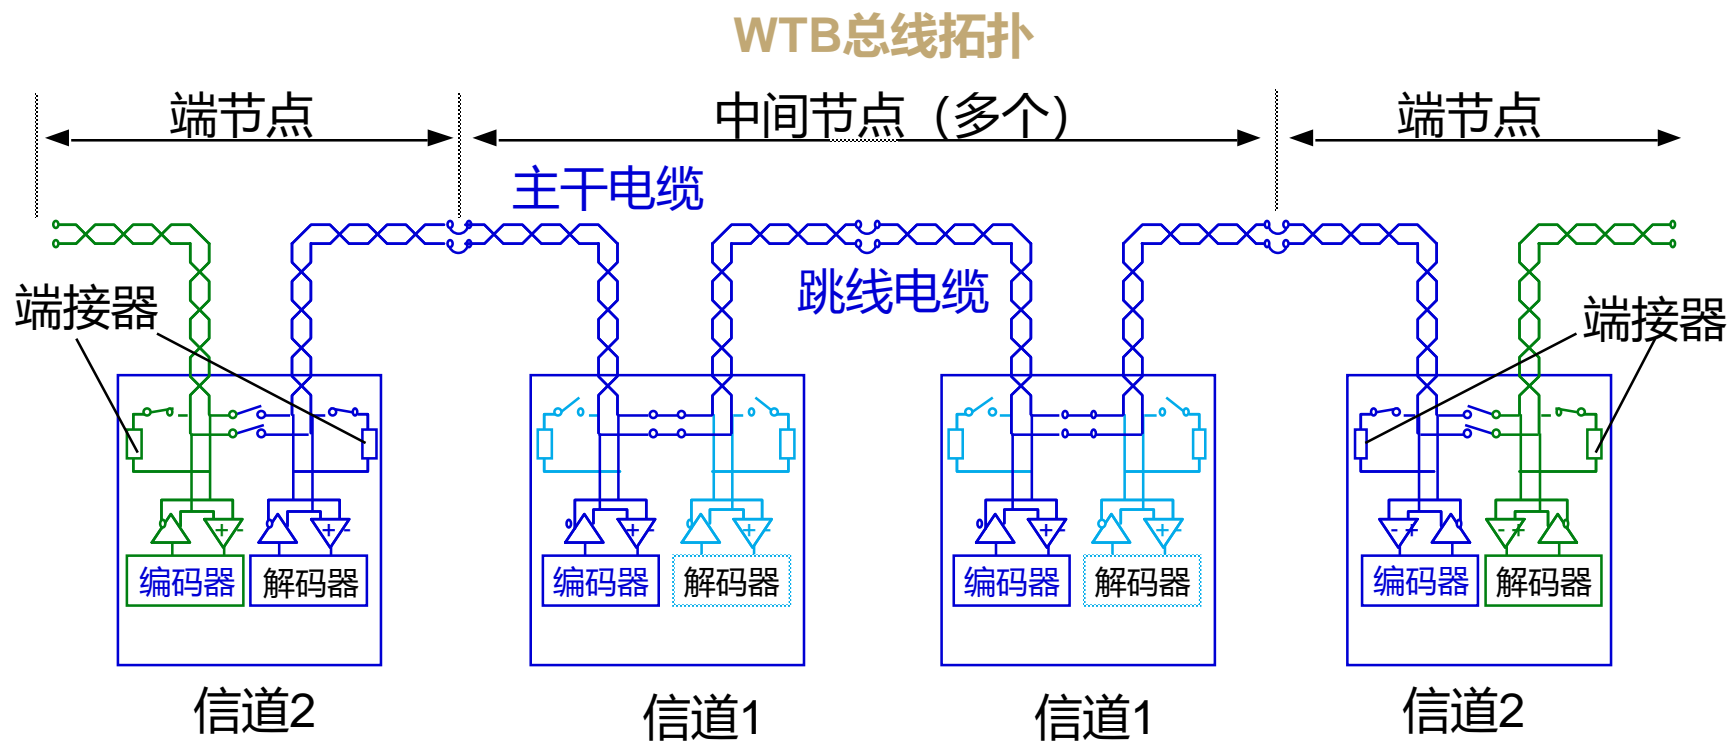 WTB总线拓扑
端节点
中间节点（多个）
端节点
主干电缆
跳线电缆
端接器
端接器
+ -
+ -
+ -
+ -
+ -
+ -
- +
- +
编码器
解码器
编码器
解码器
编码器
解码器
编码器
解码器
信道2
信道1
信道1
信道2